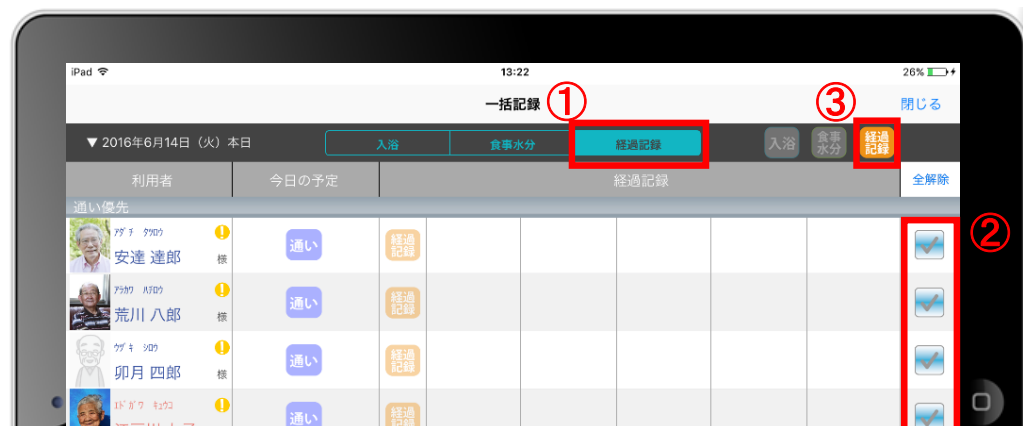 iPad 13:22 26%
一括記録 ① ③ 閉じる
▼ 2016年6月14日（火）本日 入浴 食事水分 経過記録 入浴 食事水分 経過記録
利用者 今日の予定 経過記録 全解除
通い優先
ｱﾀﾞﾁ ﾀﾂﾛｳ
安達 達郎 様 通い 経過記録 ②
ｱﾗｶﾜ ﾊﾁﾛｳ
荒川 八郎 様 通い 経過記録
ｳﾂﾞｷ ｼﾛｳ
卯月 四郎 様 通い 経過記録
ｴﾄﾞｶﾞﾜ ｷｭｳｺ
通い 経過記録